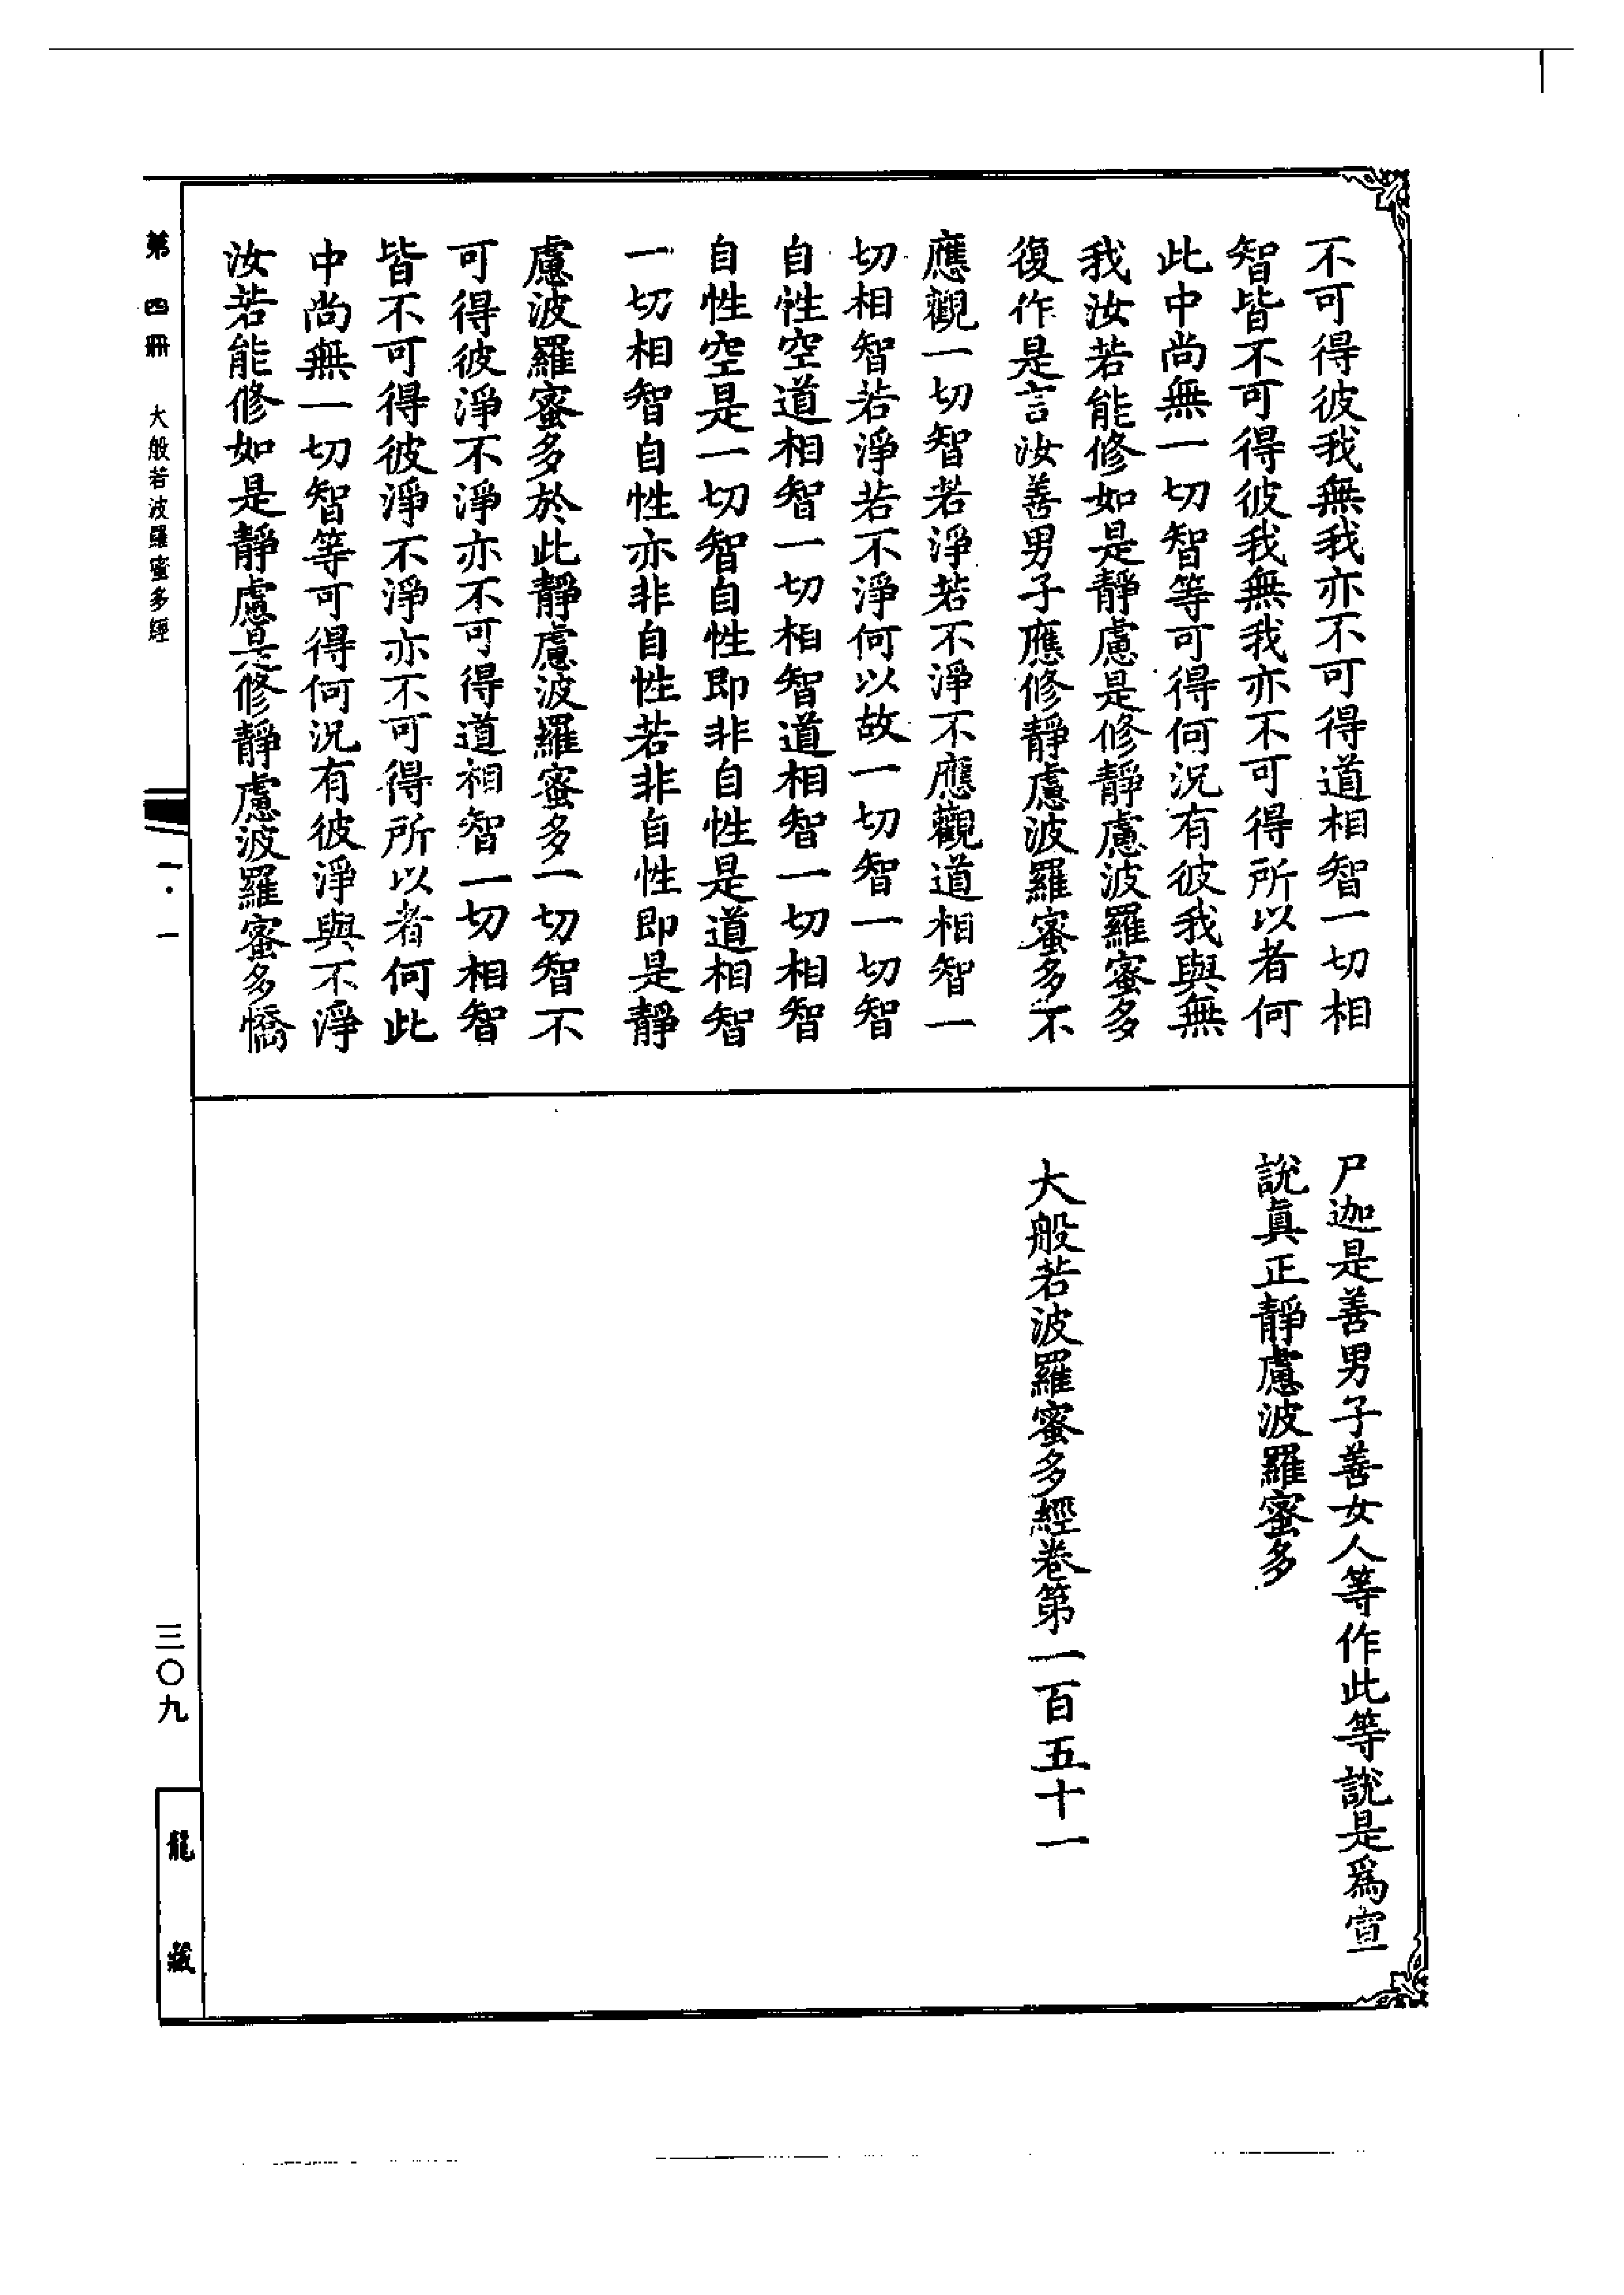 不可得彼我無我亦不可得道相智一切相
智皆不可得彼我無我亦不可得所以者何
此中尚無一切智等可得何況有彼我與無
我汝若能修如是靜慮是修靜慮波羅蜜多
復作是言汝善男子應修靜慮波羅蜜多不
應觀一切智若淨若不淨不應觀道相智一
切相智若淨若不淨何以故一切智一切智
自性空道相智一切相智道相智一切相智
自性空是一切智自性即非自性是道相智
一切相智自性亦非自性若非自性即是靜
慮波羅蜜多於此靜慮波羅蜜多一切智不
可得彼淨不淨亦不可得道相智一切相智
皆不可得彼淨不淨亦不可得所以者何此
中尚無一切智等可得何況有彼淨與不淨
汝若能修如是靜慮是修靜慮波羅蜜多憍
尸迦是善男子善女人等作此等說是為宣
說真正靜慮波羅蜜多
大般若波羅蜜多經卷第一百五十一
第四冊 大般若波羅蜜多經
一·一
三〇九
龍藏